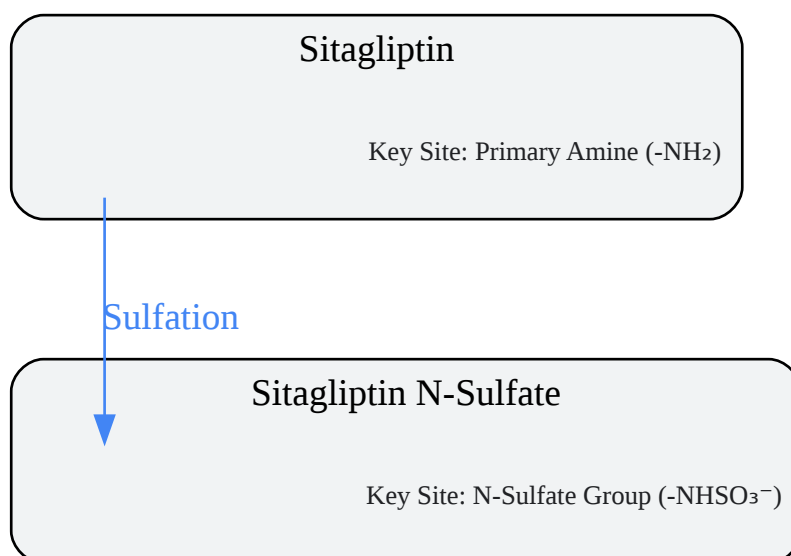 Sitagliptin
Key Site: Primary Amine (-NH₂)
Sulfation
Sitagliptin N-Sulfate
Key Site: N-Sulfate Group (-NHSO₃⁻)